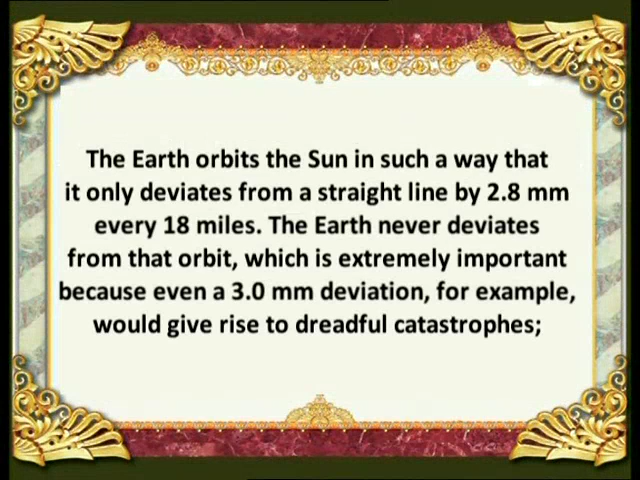 The Earth orbits the Sun in such a way that
it only deviates from a straight line by 2.8 mm
every 18 miles. The Earth never deviates
from that orbit, which is extremely important
because even a 3.0 mm deviation, for example,
would give rise to dreadful catastrophes;